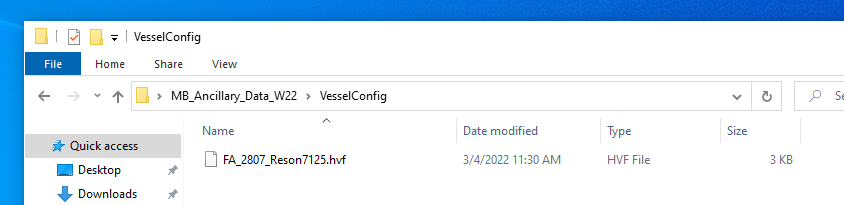 VesselConfig
File Home Share View
MB_Ancillary_Data_W22 VesselConfig Se
Name Date modified Type Size
Quick access
FA_2807_Reson7125.hvf 3/4/2022 11:30 AM HVF File 3 KB
Desktop
Downloads